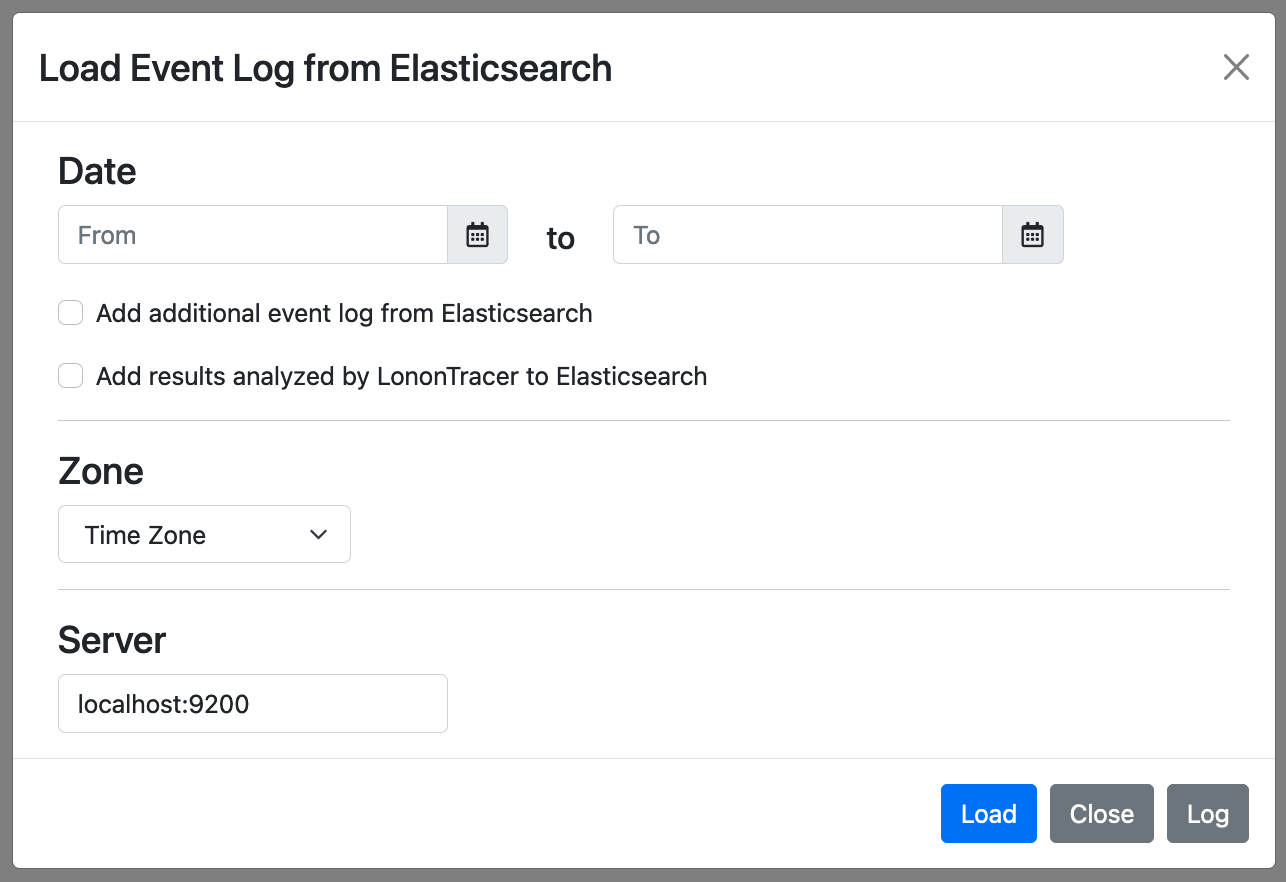 Load Event Log from Elasticsearch
Date
From to To
Add additional event log from Elasticsearch
Add results analyzed by LononTracer to Elasticsearch
Zone
Time Zone
Server
localhost:9200
Load Close Log